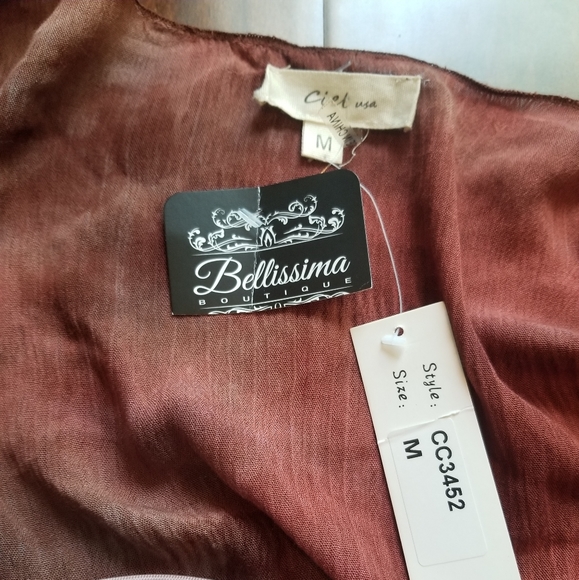 Ciel usa
M
Bellissima
BOUTIQUE
Style: CC3452
Size: M